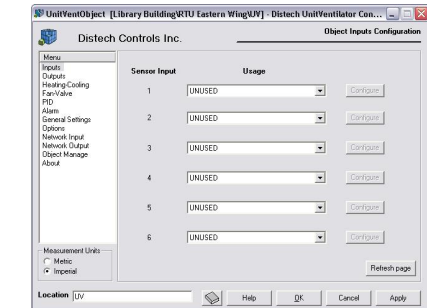 UnitVentObject [Library Building\RTU Eastern Wing\UV] - Distech UnitVentilator Con...
Distech Controls Inc.
Object Inputs Configuration
Menu
Inputs
Outputs
Heating-Cooling
Fan-Valve
PID
Alarm
General Settings
Options
Network Input
Network Output
Object Manage
About
Sensor Input Usage
1 UNUSED Configure
2 UNUSED Configure
3 UNUSED Configure
4 UNUSED Configure
5 UNUSED Configure
6 UNUSED Configure
Measurement Units
Metric
Imperial
Refresh page
Location UV Help OK Cancel Apply